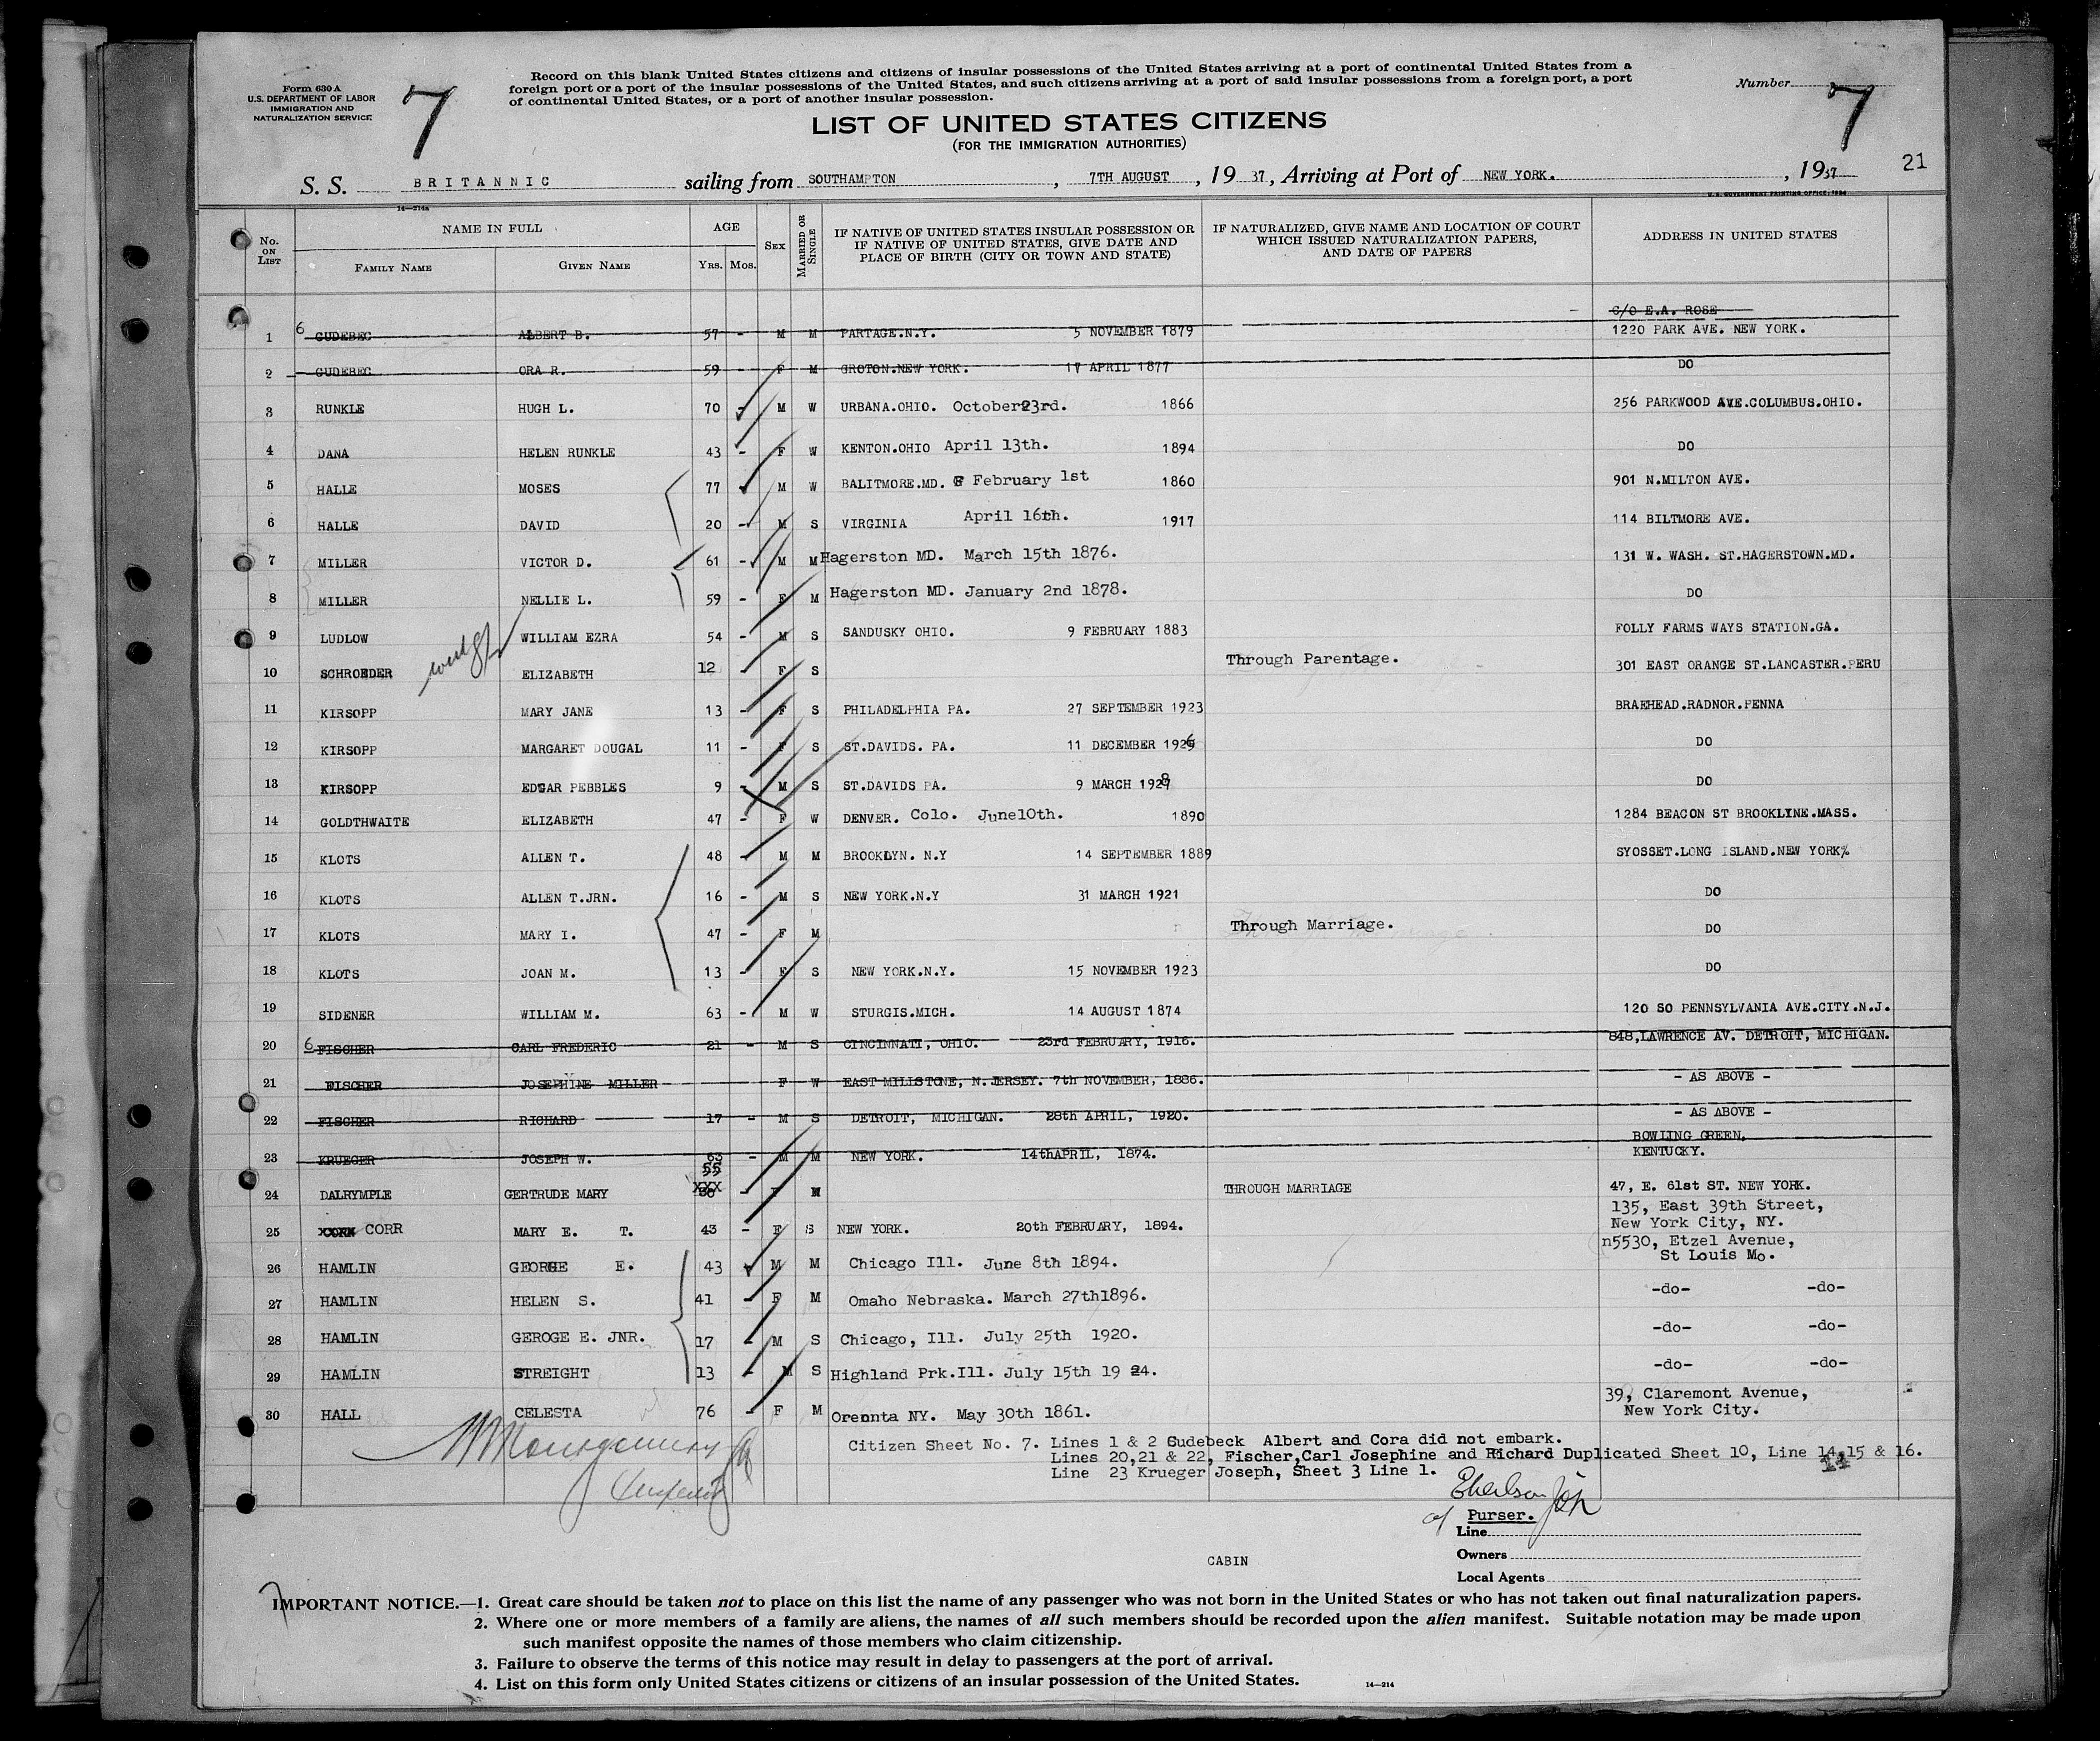 Form 630 A
U.S. DEPARTMENT OF LABOR
IMMIGRATION AND
NATURALIZATION SERVICE
7
Record on this blank United States citizens and citizens of insular possessions of the United States arriving at a port of continental United States from a
foreign port or a port of the insular possessions of the United States, and such citizens arriving at a port of said insular possessions from a foreign port, a port
of continental United States, or a port of another insular possession.
Number 7
LIST OF UNITED STATES CITIZENS
(FOR THE IMMIGRATION AUTHORITIES)
S. S. BRITANNIC sailing from SOUTHAMPTON, 7TH AUGUST, 19 37, Arriving at Port of NEW YORK., 1937
21
14—214a
U.S. GOVERNMENT PRINTING OFFICE: 1936
No. ON LIST NAME IN FULL FAMILY NAME GIVEN NAME AGE YRS. MOS. SEX MARRIED OR SINGLE IF NATIVE OF UNITED STATES INSULAR POSSESSION OR IF NATIVE OF UNITED STATES, GIVE DATE AND PLACE OF BIRTH (CITY OR TOWN AND STATE) IF NATURALIZED, GIVE NAME AND LOCATION OF COURT WHICH ISSUED NATURALIZATION PAPERS, AND DATE OF PAPERS ADDRESS IN UNITED STATES
C/O E.A. ROSE
1 6 GUDEBEC ALBERT B. 57 - M M PARTAGE.N.Y. 5 NOVEMBER 1879 1220 PARK AVE. NEW YORK.
2 GUDEBEC ORA R. 59 - F M GROTON.NEW YORK. 17 APRIL 1877 DO
3 RUNKLE HUGH L. 70 - M W URBANA.OHIO. October 23rd. 1866 256 PARKWOOD AVE.COLUMBUS.OHIO.
4 DANA HELEN RUNKLE 43 - F W KENTON.OHIO April 13th. 1894 DO
5 HALLE MOSES 77 - M W BALITMORE.MD. February 1st 1860 901 N.MILTON AVE.
6 HALLE DAVID 20 - M S VIRGINIA April 16th. 1917 114 BILTMORE AVE.
7 MILLER VICTOR D. 61 - M M Hagerston MD. March 15th 1876. 131 W. WASH. ST.HAGERSTOWN.MD.
8 MILLER NELLIE L. 59 - F M Hagerston MD. January 2nd 1878. DO
9 LUDLOW WILLIAM EZRA 54 - M S SANDUSKY OHIO. 9 FEBRUARY 1883 FOLLY FARMS WAYS STATION.GA.
10 SCHROEDER ELIZABETH 12 F S Through Parentage. 301 EAST ORANGE ST.LANCASTER.PERU
11 KIRSOPP MARY JANE 13 - F S PHILADELPHIA PA. 27 SEPTEMBER 1923 BRAEHEAD.RADNOR.PENNA
12 KIRSOPP MARGARET DOUGAL 11 - F S ST.DAVIDS. PA. 11 DECEMBER 1926 DO
13 KIRSOPP EDGAR PEBBLES 9 - M S ST.DAVIDS PA. 9 MARCH 1928 DO
14 GOLDTHWAITE ELIZABETH 47 - F W DENVER. Colo. June10th. 1890 1284 BEACON ST BROOKLINE.MASS.
15 KLOTS ALLEN T. 48 - M M BROOKLYN. N.Y 14 SEPTEMBER 1889 SYOSSET.LONG ISLAND.NEW YORK%
16 KLOTS ALLEN T.JRN. 16 - M S NEW YORK.N.Y 31 MARCH 1921 DO
17 KLOTS MARY I. 47 - F M Through Marriage. DO
18 KLOTS JOAN M. 13 - F S NEW YORK.N.Y. 15 NOVEMBER 1923 DO
19 SIDENER WILLIAM M. 63 - M W STURGIS.MICH. 14 AUGUST 1874 120 SO PENNSYLVANIA AVE.CITY.N.J.
20 6 FISCHER CARL FREDERIC 21 - M S CINCINNATI, OHIO. 23rd FEBRUARY, 1916. 848,LAWRENCE AV. DETROIT, MICHIGAN.
21 FISCHER JOSEPHINE MILLER F W EAST MILLSTONE, N.JERSEY. 7th NOVEMBER, 1886. - AS ABOVE -
22 FISCHER RICHARD 17 - M S DETROIT, MICHIGAN. 28th APRIL, 1920. - AS ABOVE -
BOWLING GREEN,
23 KRUEGER JOSEPH W. 63 - M M NEW YORK. 14thAPRIL, 1874. KENTUCKY.
55
24 DALRYMPLE GERTRUDE MARY XXX - F M THROUGH MARRIAGE 47, E. 61st ST. NEW YORK.
135, East 39th Street,
25 CORR MARY E. T. 43 - F S NEW YORK. 20th FEBRUARY, 1894. New York City, NY.
n5530, Etzel Avenue,
26 HAMLIN GEORGE E. 43 M M Chicago Ill. June 8th 1894. St Louis Mo.
27 HAMLIN HELEN S. 41 - F M Omaho Nebraska. March 27th1896. -do- -do-
28 HAMLIN GEROGE E. JNR. 17 - M S Chicago, Ill. July 25th 1920. -do- -do-
29 HAMLIN STREIGHT 13 - M S Highland Prk.Ill. July 15th 19 24. -do- -do-
39, Claremont Avenue,
30 HALL CELESTA 76 - F M Oreonta NY. May 30th 1861. New York City.
Citizen Sheet No. 7. Lines 1 & 2 Gudebeck Albert and Cora did not embark.
Lines 20,21 & 22, Fischer,Carl Josephine and Richard Duplicated Sheet 10, Line 14,15 & 16.
14
Line 23 Krueger Joseph, Sheet 3 Line 1.
Purser.
Line
CABIN
Owners
Local Agents
IMPORTANT NOTICE.—1. Great care should be taken not to place on this list the name of any passenger who was not born in the United States or who has not taken out final naturalization papers.
2. Where one or more members of a family are aliens, the names of all such members should be recorded upon the alien manifest. Suitable notation may be made upon
such manifest opposite the names of those members who claim citizenship.
3. Failure to observe the terms of this notice may result in delay to passengers at the port of arrival.
4. List on this form only United States citizens or citizens of an insular possession of the United States.
14—214